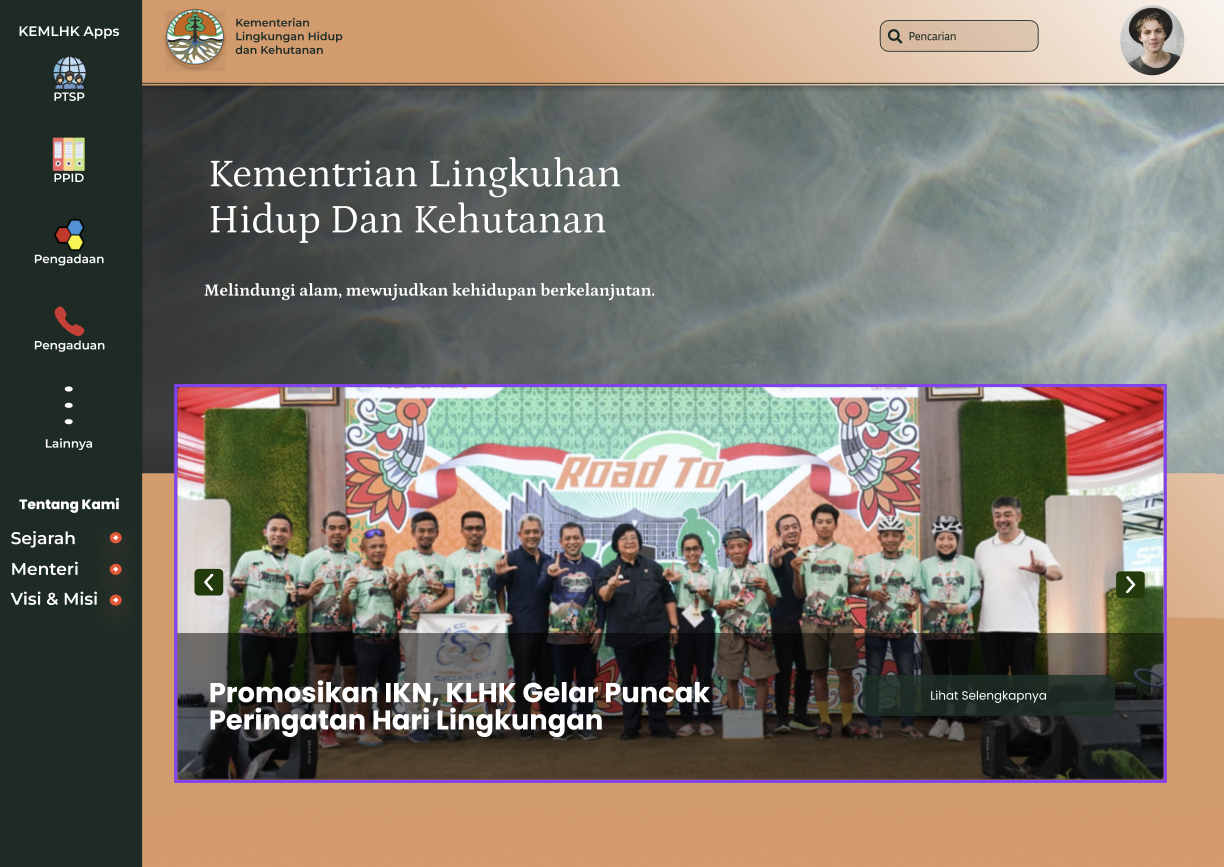 KEMLHK Apps
PTSP
PPID
Pengadaan
Pengaduan
Lainnya
Tentang Kami
Sejarah
Menteri
Visi & Misi
Kementerian
Lingkungan Hidup
dan Kehutanan
Pencarian
Kementrian Lingkuhan
Hidup Dan Kehutanan
Melindungi alam, mewujudkan kehidupan berkelanjutan.
Road To
Promosikan IKN, KLHK Gelar Puncak
Peringatan Hari Lingkungan
Lihat Selengkapnya